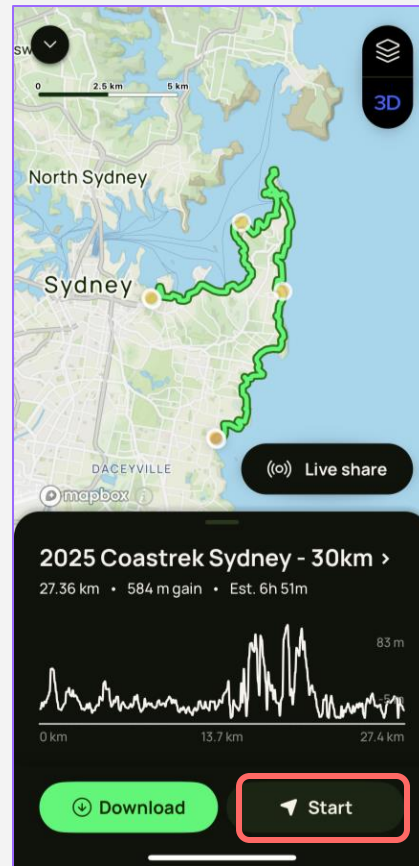 sw
0 2.5 km 5 km
3D
North Sydney
Sydney
DACEYVILLE
Live share
mapbox
2025 Coastrek Sydney - 30km >
27.36 km • 584 m gain • Est. 6h 51m
83 m
0 km 13.7 km 27.4 km
Download Start